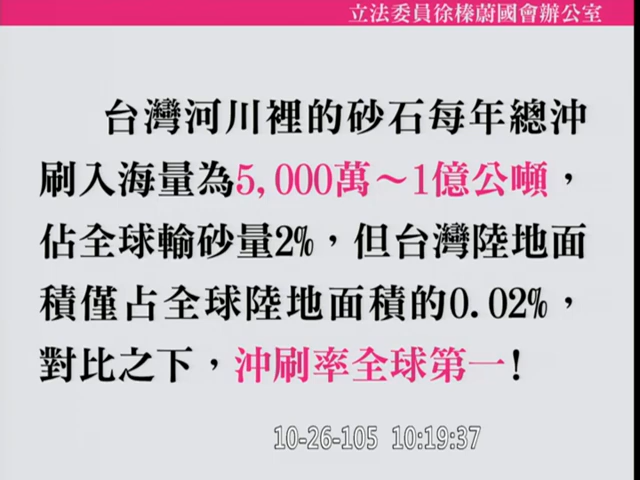 立法委員徐榛蔚國會辦公室
台灣河川裡的砂石每年總沖
刷入海量為5,000萬～1億公噸，
佔全球輸砂量2%，但台灣陸地面
積僅占全球陸地面積的0.02%，
對比之下，沖刷率全球第一!
10-26-105 10:19:37